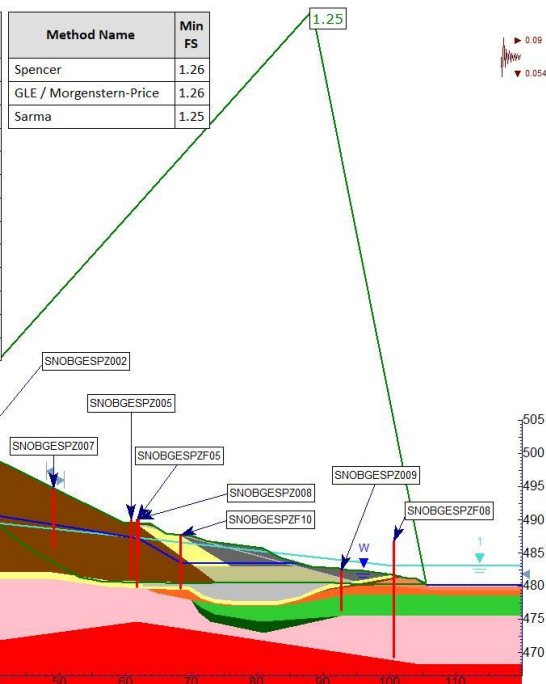 Method Name Min FS
Spencer 1.26
GLE / Morgenstern-Price 1.26
Sarma 1.25
1.25
0.09
0.054
SNOBGESPZ002
SNOBGESPZ005
SNOBGESPZ007
SNOBGESPZF05
SNOBGESPZ008
SNOBGESPZF10
SNOBGESPZ009
SNOBGESPZF08
W
1
505
500
495
490
485
480
475
470
50 60 70 80 90 100 110